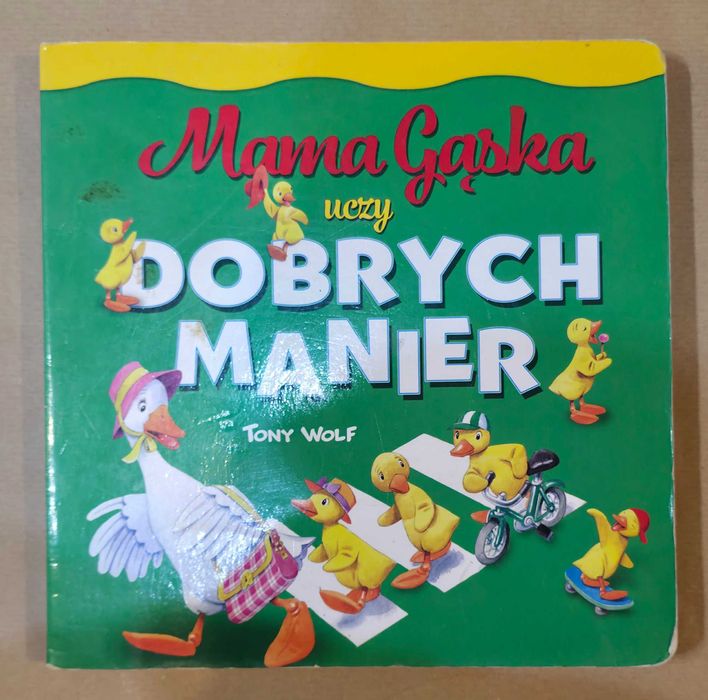 Mama Gąska
uczy
DOBRYCH
MANIER
TONY WOLF